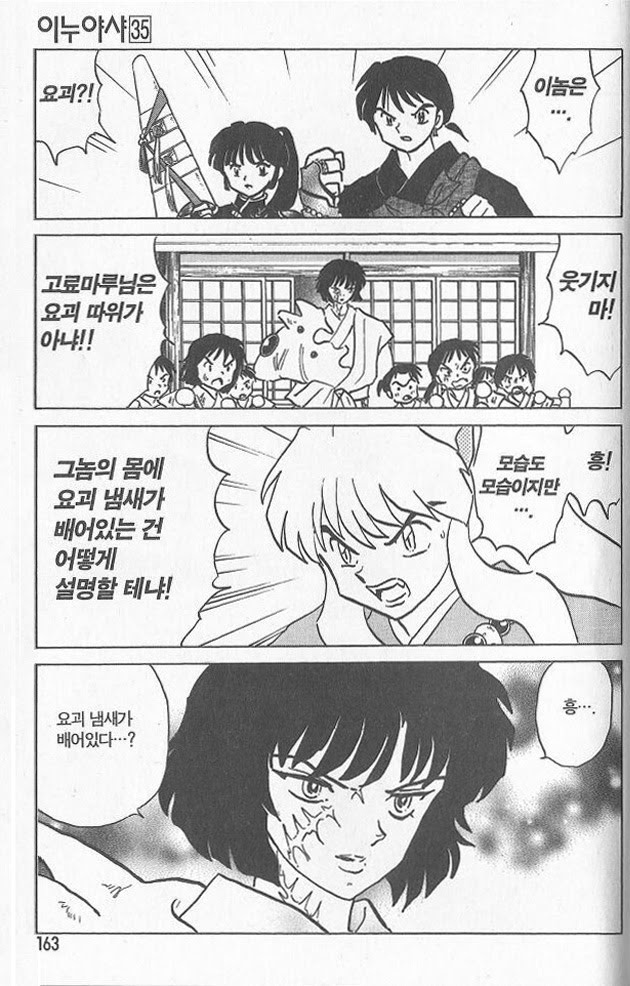 이누야샤 35
이놈은
….
요괴?!
웃기지
마!
고료마루님은
요괴 따위가
아냐!!
흥!
모습도
모습이지만
….
그놈의 몸에
요괴 냄새가
배어있는 건
어떻게
설명할 테냐!
흥….
요괴 냄새가
배어있다…?
163